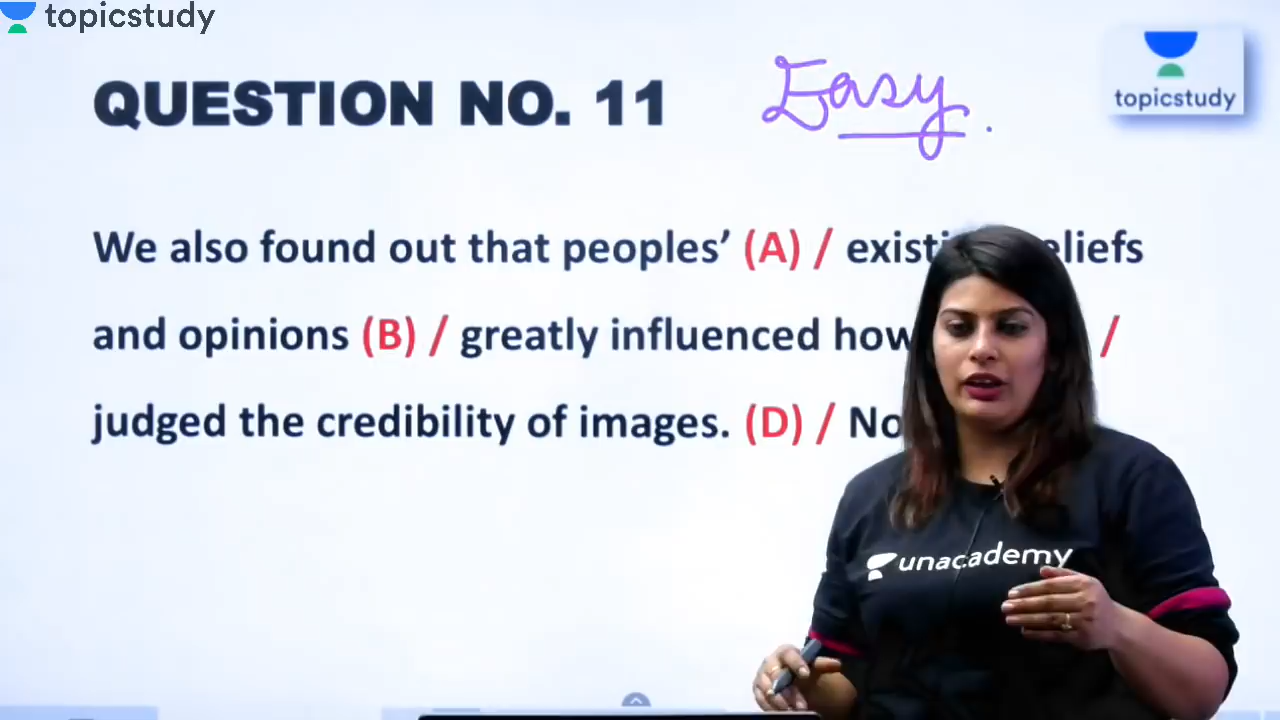 topicstudy
QUESTION NO. 11 Easy.
topicstudy
We also found out that peoples’ (A) / beliefs
and opinions (B) / greatly influenced how /
judged the credibility of images. (D) / No
unacademy